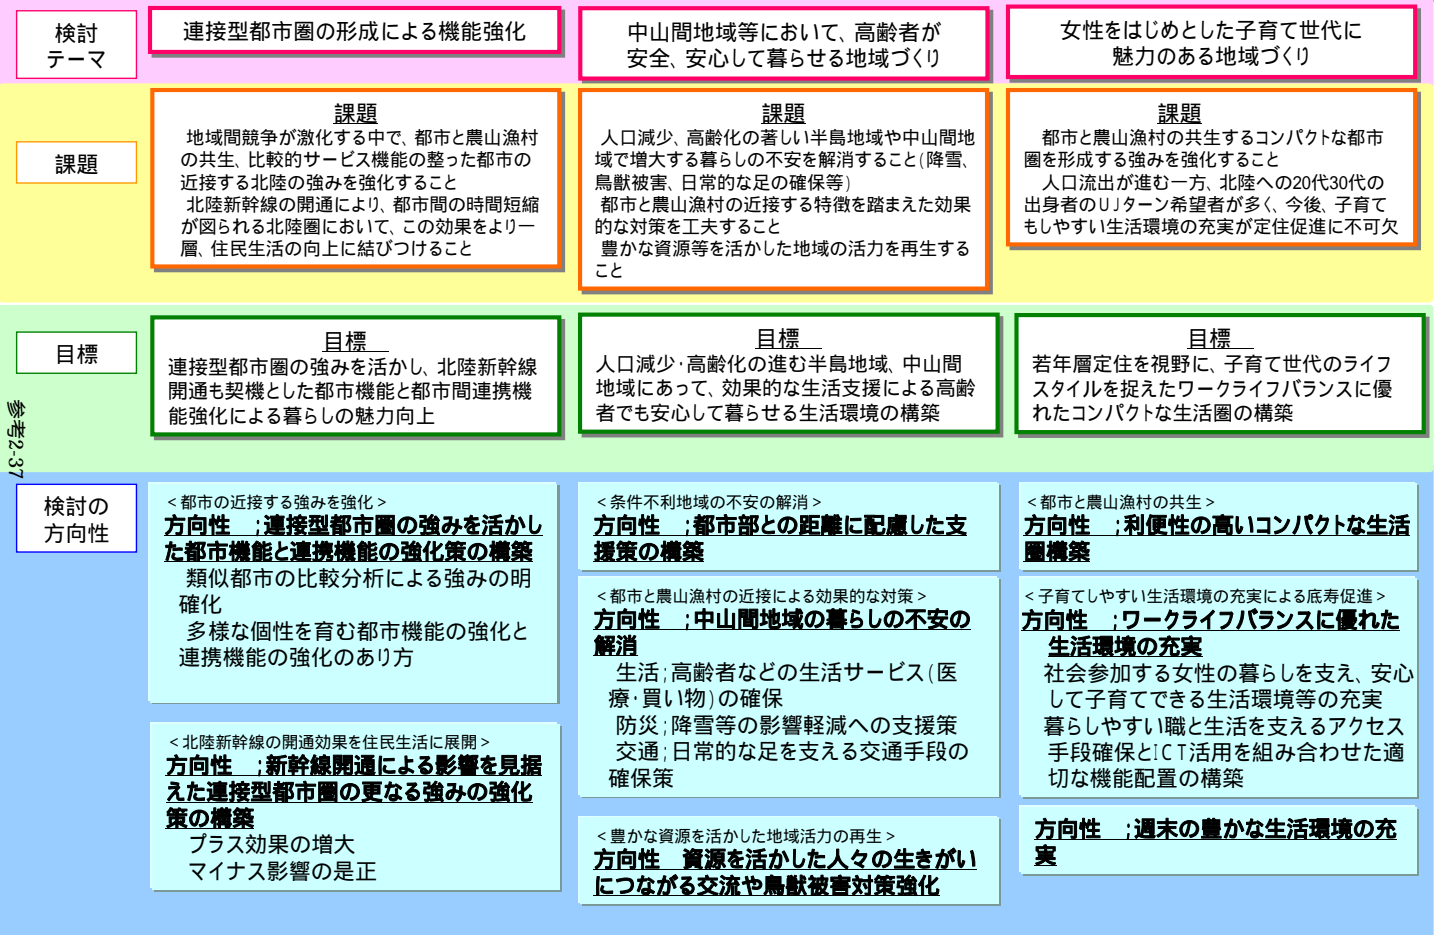 検討
テーマ
連接型都市圏の形成による機能強化
中山間地域等において、高齢者が
安全、安心して暮らせる地域づくり
女性をはじめとした子育て世代に
魅力のある地域づくり
課題
課題
地域間競争が激化する中で、都市と農山漁村
の共生、比較的サービス機能の整った都市の
近接する北陸の強みを強化すること
北陸新幹線の開通により、都市間の時間短縮
が図られる北陸圏において、この効果をより一
層、住民生活の向上に結びつけること
課題
人口減少、高齢化の著しい半島地域や中山間地
域で増大する暮らしの不安を解消すること(降雪、
鳥獣被害、日常的な足の確保等)
都市と農山漁村の近接する特徴を踏まえた効果
的な対策を工夫すること
豊かな資源等を活かした地域の活力を再生する
こと
課題
都市と農山漁村の共生するコンパクトな都市
圏を形成する強みを強化すること
人口流出が進む一方、北陸への20代30代の
出身者のUJターン希望者が多く、今後、子育て
もしやすい生活環境の充実が定住促進に不可欠
目標
目標
連接型都市圏の強みを活かし、北陸新幹線
開通も契機とした都市機能と都市間連携機
能強化による暮らしの魅力向上
目標
人口減少・高齢化の進む半島地域、中山間
地域にあって、効果的な生活支援による高齢
者でも安心して暮らせる生活環境の構築
目標
若年層定住を視野に、子育て世代のライフ
スタイルを捉えたワークライフバランスに優
れたコンパクトな生活圏の構築
参考2-37
検討の
方向性
<都市の近接する強みを強化>
方向性　;連接型都市圏の強みを活かし
た都市機能と連携機能の強化策の構築
類似都市の比較分析による強みの明
確化
多様な個性を育む都市機能の強化と
連携機能の強化のあり方
<北陸新幹線の開通効果を住民生活に展開>
方向性　;新幹線開通による影響を見据
えた連接型都市圏の更なる強みの強化
策の構築
プラス効果の増大
マイナス影響の是正
<条件不利地域の不安の解消>
方向性　;都市部との距離に配慮した支
援策の構築
<都市と農山漁村の近接による効果的な対策>
方向性　;中山間地域の暮らしの不安の
解消
生活;高齢者などの生活サービス(医
療・買い物)の確保
防災;降雪等の影響軽減への支援策
交通;日常的な足を支える交通手段の
確保策
<豊かな資源を活かした地域活力の再生>
方向性　資源を活かした人々の生きがい
につながる交流や鳥獣被害対策強化
<都市と農山漁村の共生>
方向性　;利便性の高いコンパクトな生活
圏構築
<子育てしやすい生活環境の充実による底寿促進>
方向性　;ワークライフバランスに優れた
生活環境の充実
社会参加する女性の暮らしを支え、安心
して子育てできる生活環境等の充実
暮らしやすい職と生活を支えるアクセス
手段確保とICT活用を組み合わせた適
切な機能配置の構築
方向性　;週末の豊かな生活環境の充
実